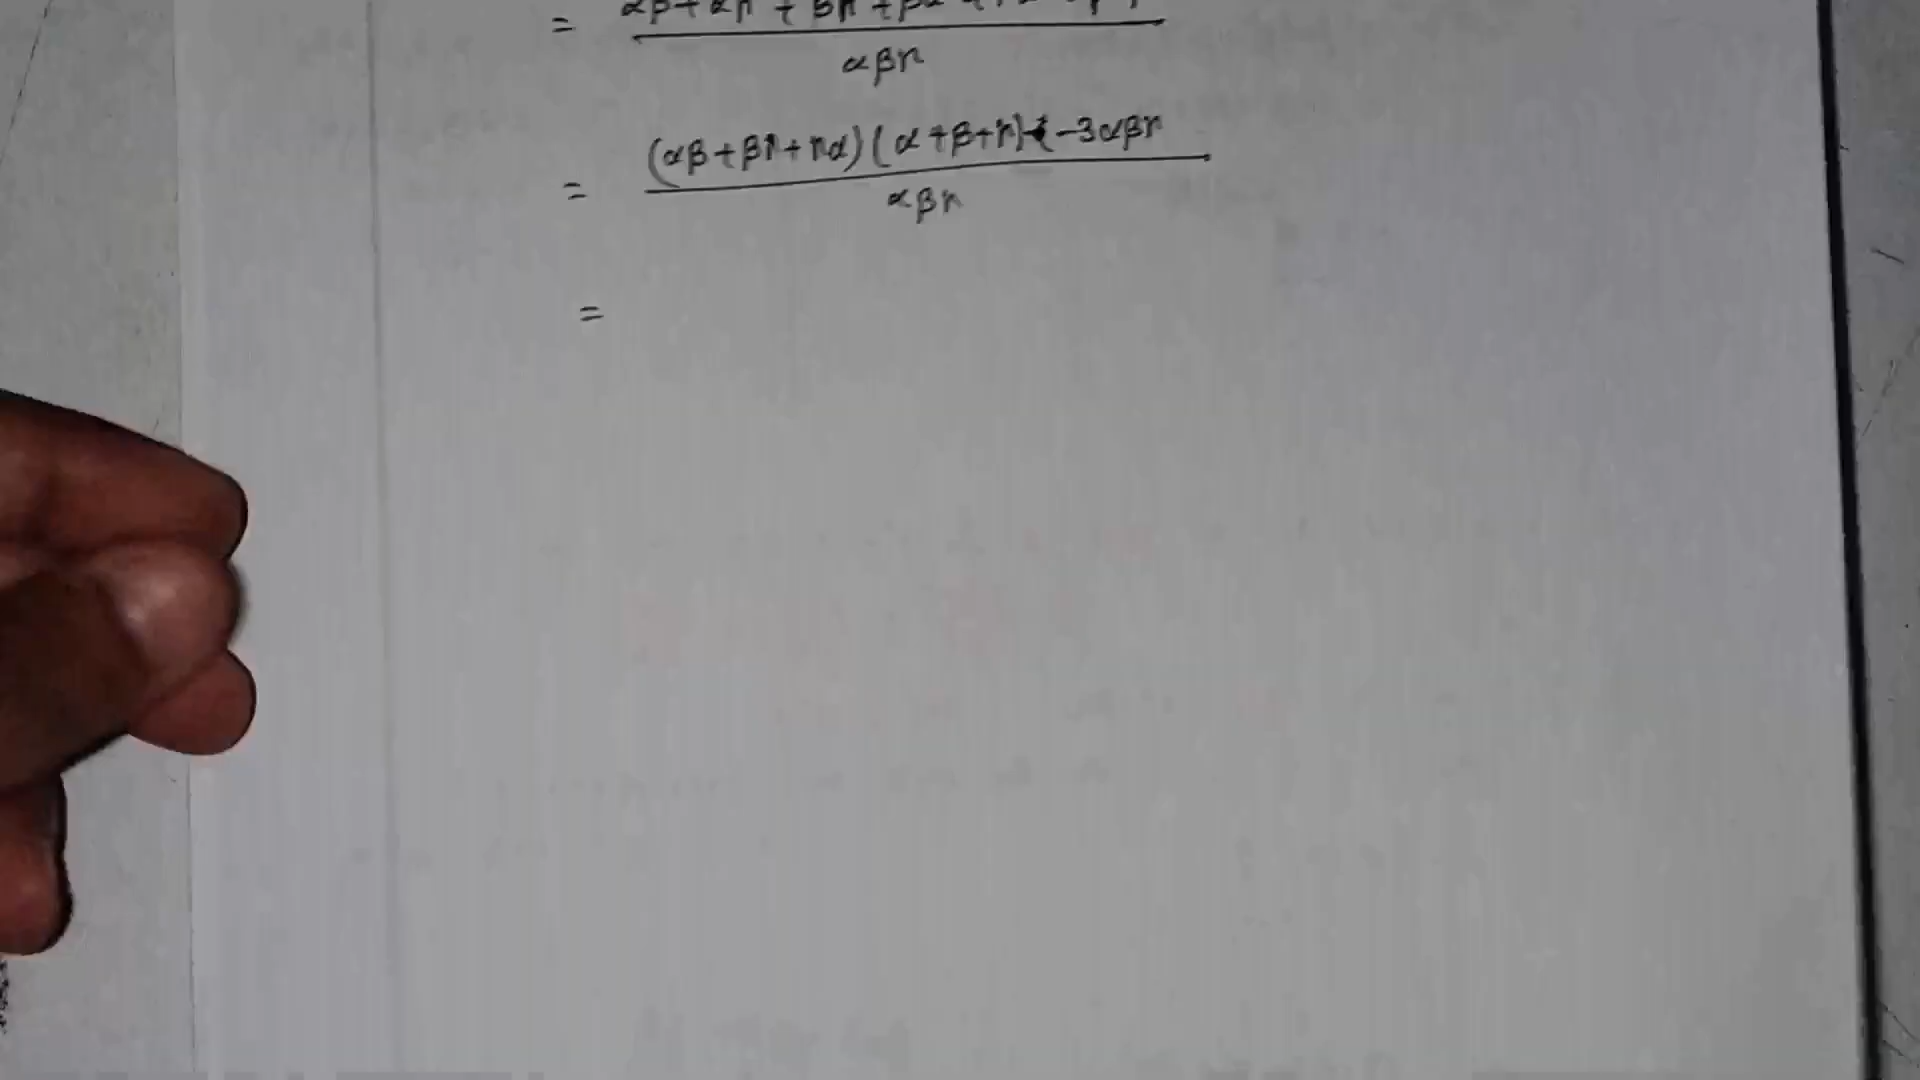 =
αβγ
= (αβ+βγ+γα)(α+β+γ) -3αβγ
αβγ
=